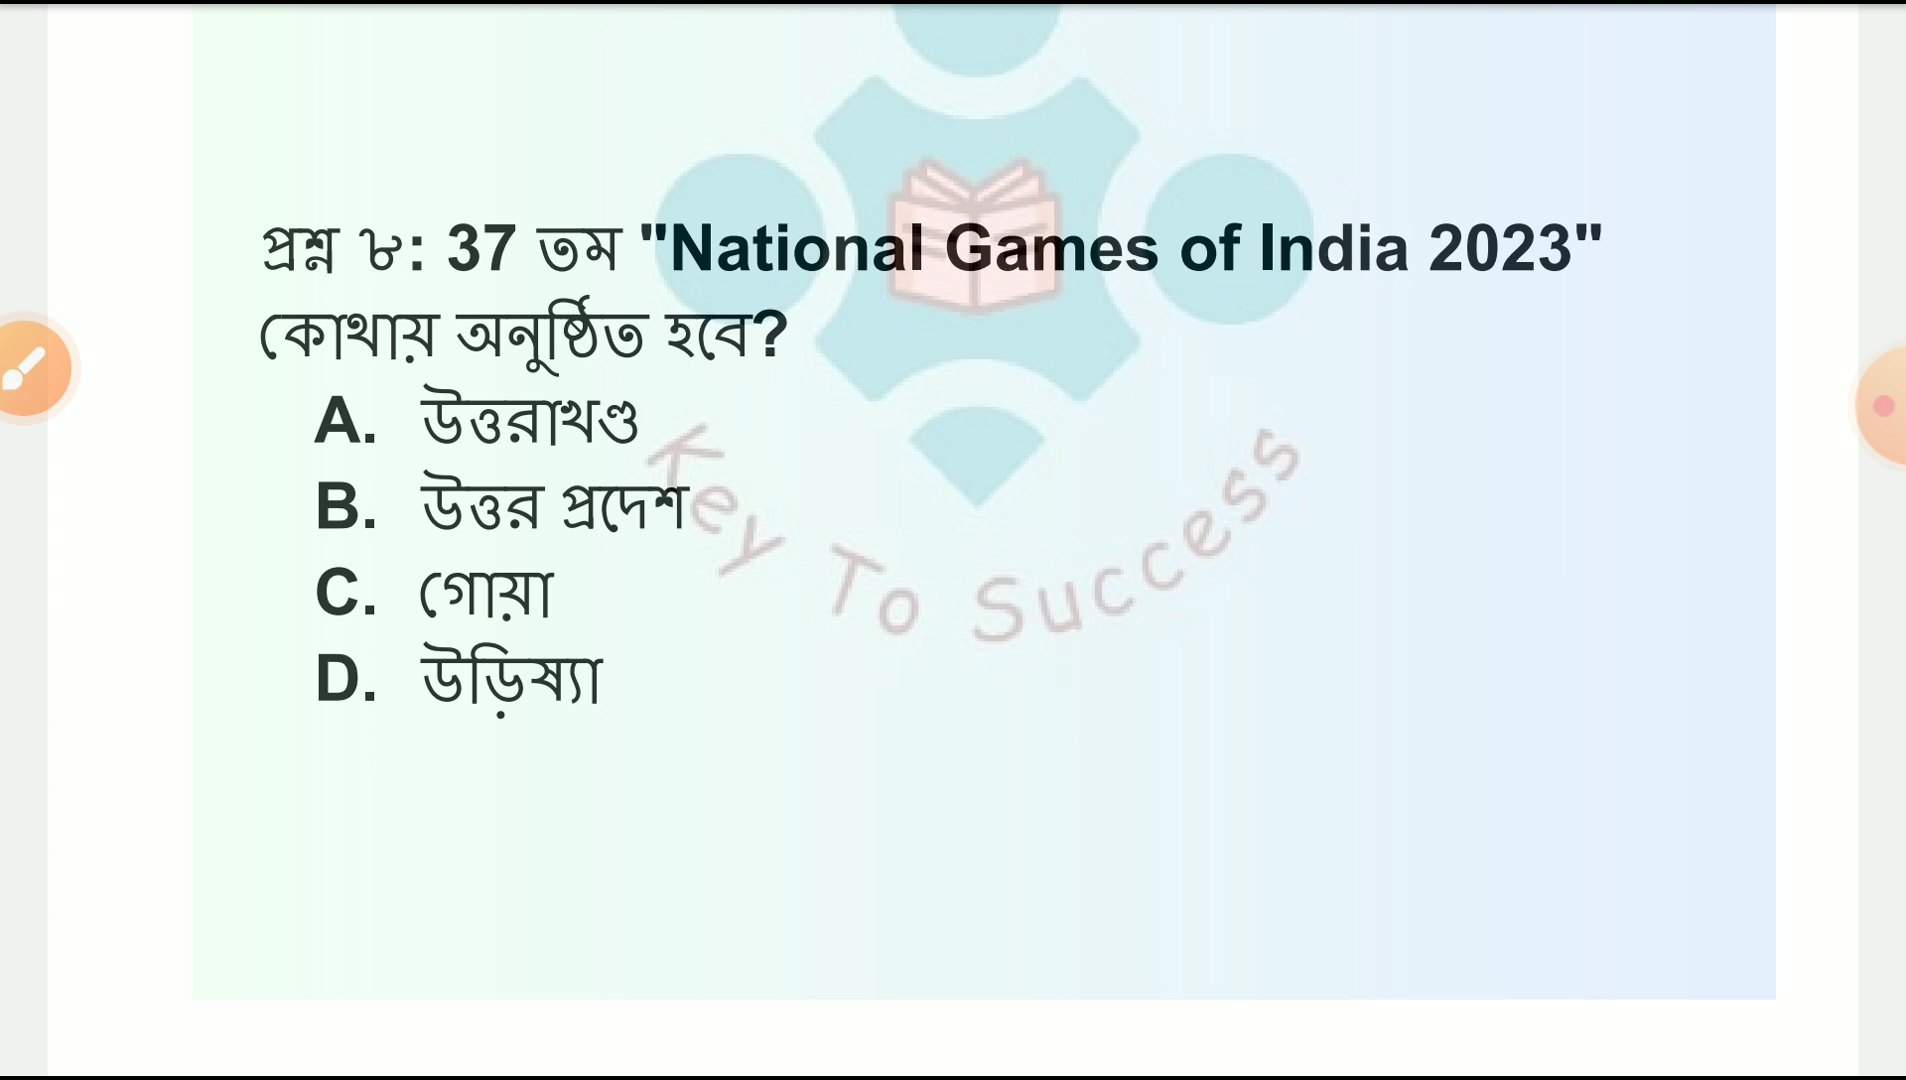 প্রশ্ন ৮: 37 তম "National Games of India 2023"
কোথায় অনুষ্ঠিত হবে?
A. উত্তরাখণ্ড
B. উত্তর প্রদেশ
C. গোয়া
D. উড়িষ্যা
Key To Success